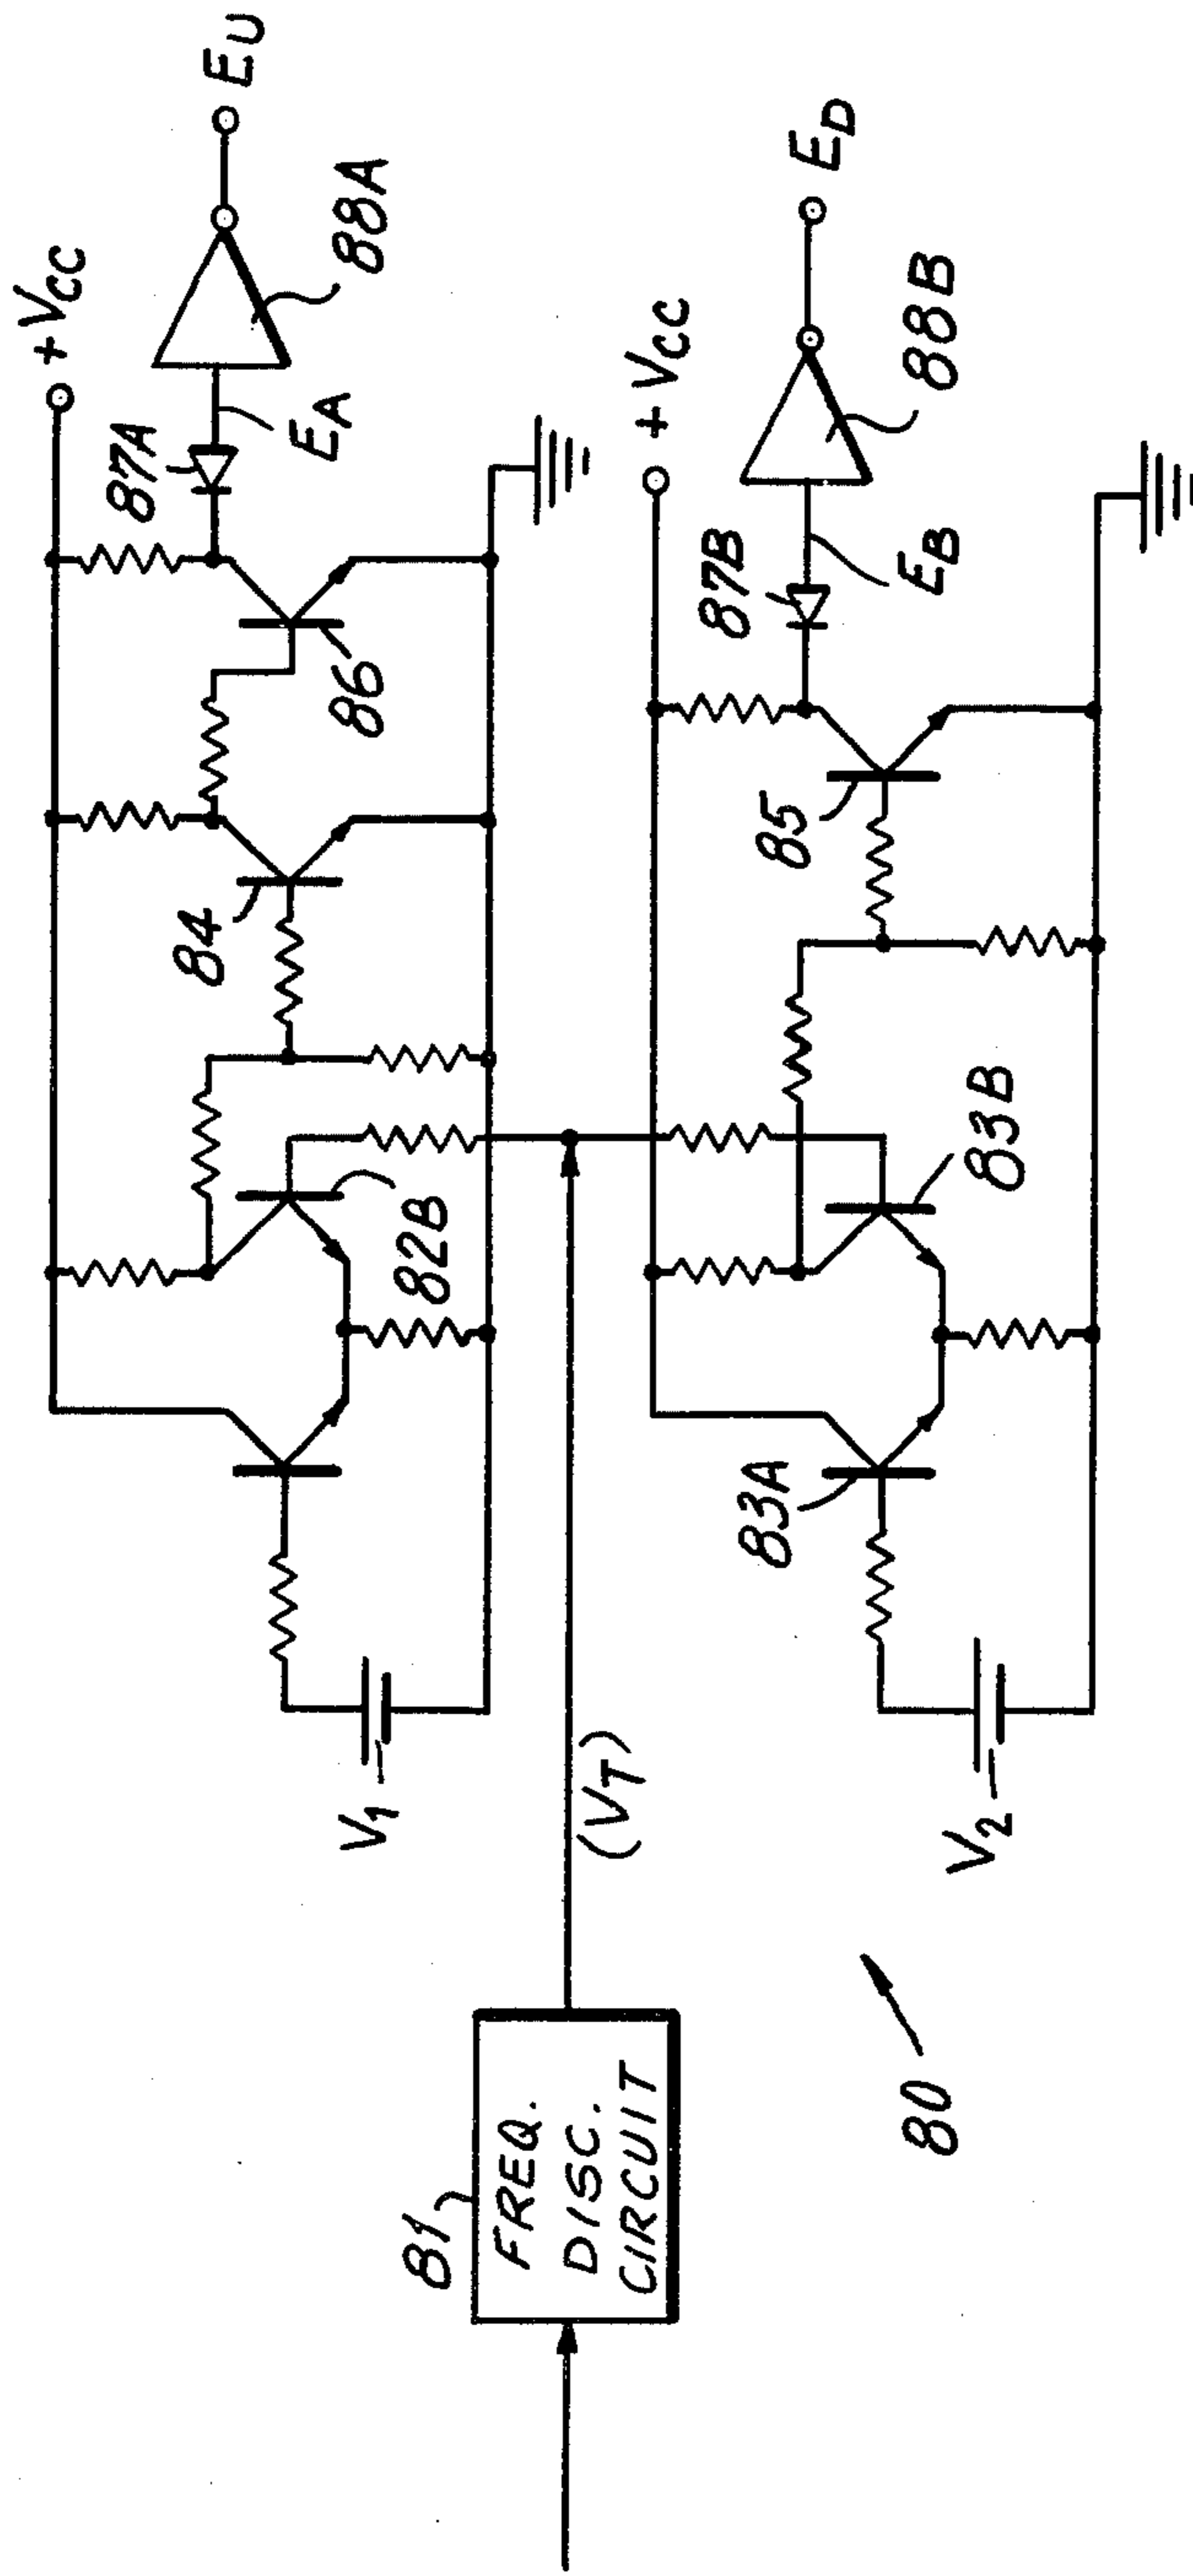 +VCC
87A
EU
84
86
EA
88A
82B
V1
81
FREQ.
DISC.
CIRCUIT
(VT)
+VCC
87B
ED
83A
85
EB
88B
83B
V2
80